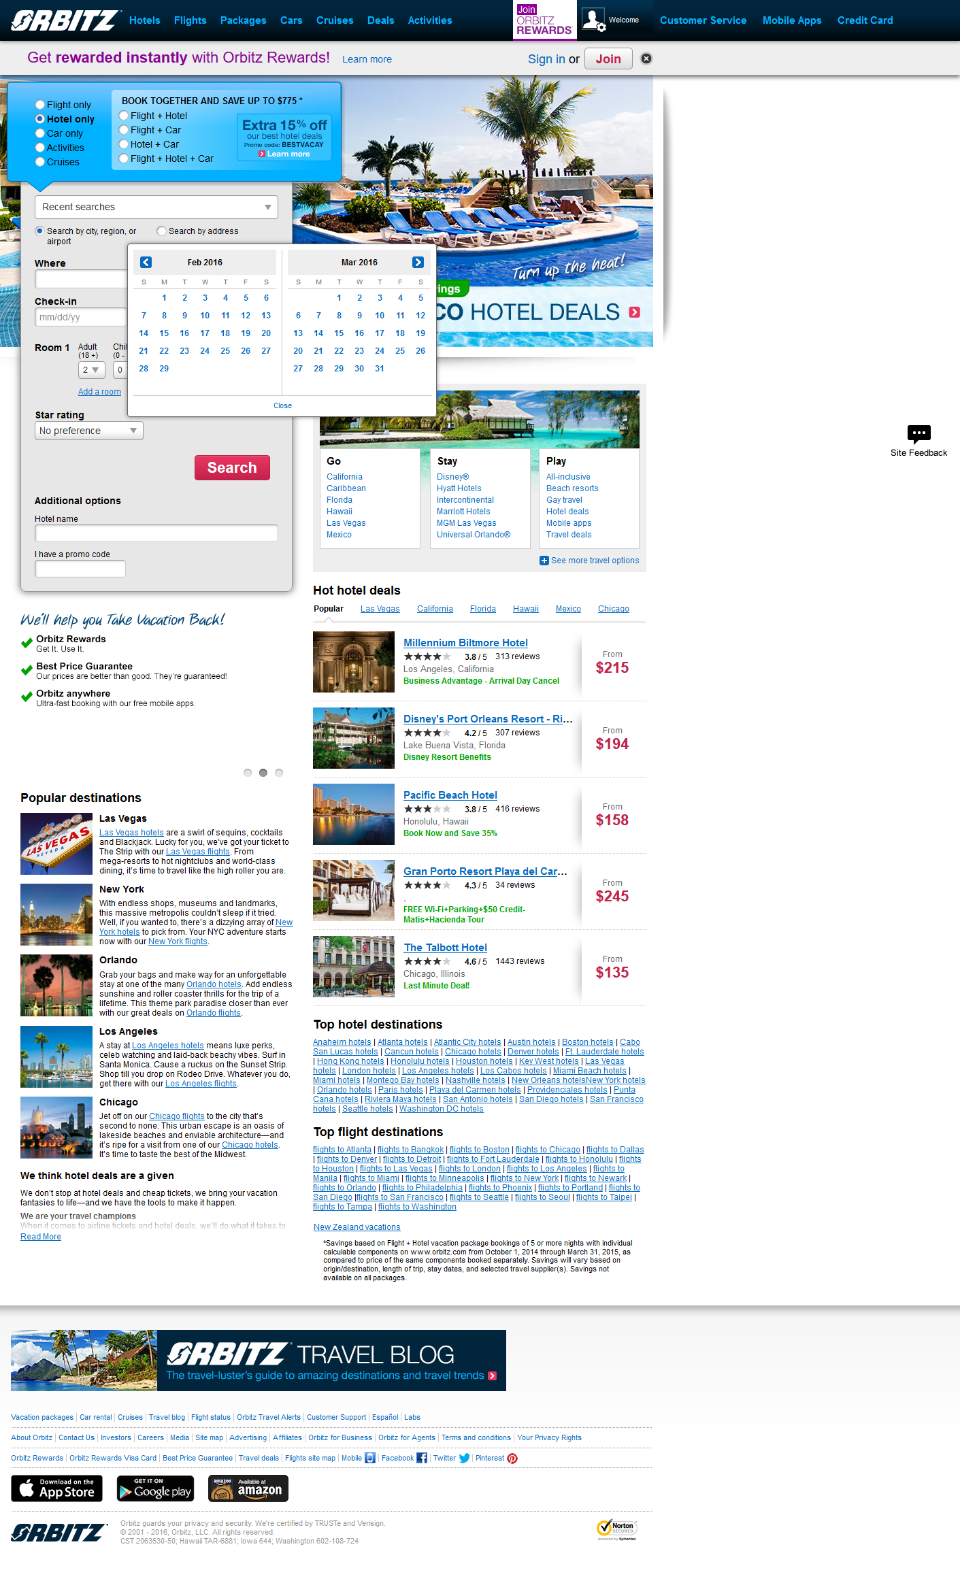 ORBITZ
Hotels Flights Packages Cars Cruises Deals Activities
Join ORBITZ REWARDS
Welcome
Customer Service Mobile Apps Credit Card
Get rewarded instantly with Orbitz Rewards! Learn more
Sign in or Join
Flight only
Hotel only
Car only
Activities
Cruises
BOOK TOGETHER AND SAVE UP TO $775 *
Flight + Hotel
Flight + Car
Hotel + Car
Flight + Hotel + Car
Extra 15% off
our best hotel deals
Promo code: BESTVACAY
Learn more
Recent searches
Search by city, region, or airport
Search by address
Where
Check-in
mm/dd/yy
Room 1 Adult (18 +)
2
0
Add a room
Feb 2016
S M T W T F S
1 2 3 4 5 6
7 8 9 10 11 12 13
14 15 16 17 18 19 20
21 22 23 24 25 26 27
28 29
Mar 2016
S M T W T F S
1 2 3 4 5
6 7 8 9 10 11 12
13 14 15 16 17 18 19
20 21 22 23 24 25 26
27 28 29 30 31
Close
Turn up the heat!
HOTEL DEALS
Star rating
No preference
Search
Additional options
Hotel name
I have a promo code
Site Feedback
Go
California
Caribbean
Florida
Hawaii
Las Vegas
Mexico
Stay
Disney®
Hyatt Hotels
Intercontinental
Marriott Hotels
MGM Las Vegas
Universal Orlando®
Play
All-inclusive
Beach resorts
Gay travel
Hotel deals
Mobile apps
Travel deals
See more travel options
We'll help you Take Vacation Back!
Orbitz Rewards
Get It. Use It.
Best Price Guarantee
Our prices are better than good. They're guaranteed!
Orbitz anywhere
Ultra-fast booking with our free mobile apps.
Hot hotel deals
Popular Las Vegas California Florida Hawaii Mexico Chicago
Millennium Biltmore Hotel
3.8 / 5 313 reviews
Los Angeles, California
Business Advantage - Arrival Day Cancel
From
$215
Disney's Port Orleans Resort - Ri...
4.2 / 5 307 reviews
Lake Buena Vista, Florida
Disney Resort Benefits
From
$194
Pacific Beach Hotel
3.8 / 5 416 reviews
Honolulu, Hawaii
Book Now and Save 35%
From
$158
Gran Porto Resort Playa del Car...
4.3 / 5 34 reviews
FREE Wi-Fi+Parking+$50 Credit-
Matis+Hacienda Tour
From
$245
The Talbott Hotel
4.6 / 5 1443 reviews
Chicago, Illinois
Last Minute Deal!
From
$135
Popular destinations
LAS VEGAS
NEVADA
Las Vegas
Las Vegas hotels are a swirl of sequins, cocktails
and Blackjack. Lucky for you, we've got your ticket to
The Strip with our Las Vegas flights. From
mega-resorts to hot nightclubs and world-class
dining, it's time to travel like the high roller you are.
New York
With endless shops, museums and landmarks,
this massive metropolis couldn't sleep if it tried.
Well, if you wanted to, there's a dizzying array of New
York hotels to pick from. Your NYC adventure starts
now with our New York flights.
Orlando
Grab your bags and make way for an unforgettable
stay at one of the many Orlando hotels. Add endless
sunshine and roller coaster thrills for the trip of a
lifetime. This theme park paradise closer than ever
with our great deals on Orlando flights.
Los Angeles
A stay at Los Angeles hotels means luxe perks,
celeb watching and laid-back beachy vibes. Surf in
Santa Monica. Cause a ruckus on the Sunset Strip.
Shop till you drop on Rodeo Drive. Whatever you do,
get there with our Los Angeles flights.
Chicago
Jet off on our Chicago flights to the city that's
second to none. This urban escape is an oasis of
lakeside beaches and enviable architecture—and
it's ripe for a visit from one of our Chicago hotels.
It's time to taste the best of the Midwest.
We think hotel deals are a given
We don't stop at hotel deals and cheap tickets, we bring your vacation
fantasies to life—and we have the tools to make it happen.
We are your travel champions
When it comes to airline tickets and hotel deals, we'll do what it takes to
Read More
Top hotel destinations
Anaheim hotels | Atlanta hotels | Atlantic City hotels | Austin hotels | Boston hotels | Cabo
San Lucas hotels | Cancun hotels | Chicago hotels | Denver hotels | Ft. Lauderdale hotels
| Hong Kong hotels | Honolulu hotels | Houston hotels | Key West hotels | Las Vegas
hotels | London hotels | Los Angeles hotels | Los Cabos hotels | Miami Beach hotels |
Miami hotels | Montego Bay hotels | Nashville hotels | New Orleans hotelsNew York hotels
| Orlando hotels | Paris hotels | Playa del Carmen hotels | Providenciales hotels | Punta
Cana hotels | Riviera Maya hotels | San Antonio hotels | San Diego hotels | San Francisco
hotels | Seattle hotels | Washington DC hotels
Top flight destinations
flights to Atlanta | flights to Bangkok | flights to Boston | flights to Chicago | flights to Dallas
| flights to Denver | flights to Detroit | flights to Fort Lauderdale | flights to Honolulu | flights
to Houston | flights to Las Vegas | flights to London | flights to Los Angeles | flights to
Manila | flights to Miami | flights to Minneapolis | flights to New York | flights to Newark |
flights to Orlando | flights to Philadelphia | flights to Phoenix | flights to Portland | flights to
San Diego |flights to San Francisco | flights to Seattle | flights to Seoul | flights to Taipei |
flights to Tampa | flights to Washington
New Zealand vacations
*Savings based on Flight + Hotel vacation package bookings of 5 or more nights with individual
calculable components on www.orbitz.com from October 1, 2014 through March 31, 2015, as
compared to price of the same components booked separately. Savings will vary based on
origin/destination, length of trip, stay dates, and selected travel supplier(s). Savings not
available on all packages.
ORBITZ TRAVEL BLOG
The travel-luster's guide to amazing destinations and travel trends
Vacation packages | Car rental | Cruises | Travel blog | Flight status | Orbitz Travel Alerts | Customer Support | Español | Labs
About Orbitz | Contact Us | Investors | Careers | Media | Site map | Advertising | Affiliates | Orbitz for Business | Orbitz for Agents | Terms and conditions | Your Privacy Rights
Orbitz Rewards | Orbitz Rewards Visa Card | Best Price Guarantee | Travel deals | Flights site map | Mobile | Facebook | Twitter | Pinterest
Download on the App Store
GET IT ON Google play
Available at amazon
ORBITZ
Orbitz guards your privacy and security. We're certified by TRUSTe and Verisign.
© 2001 - 2016, Orbitz, LLC. All rights reserved.
CST 2063530-50; Hawaii TAR-6881; Iowa 644; Washington 602-108-724
Norton
SECURED
powered by Symantec